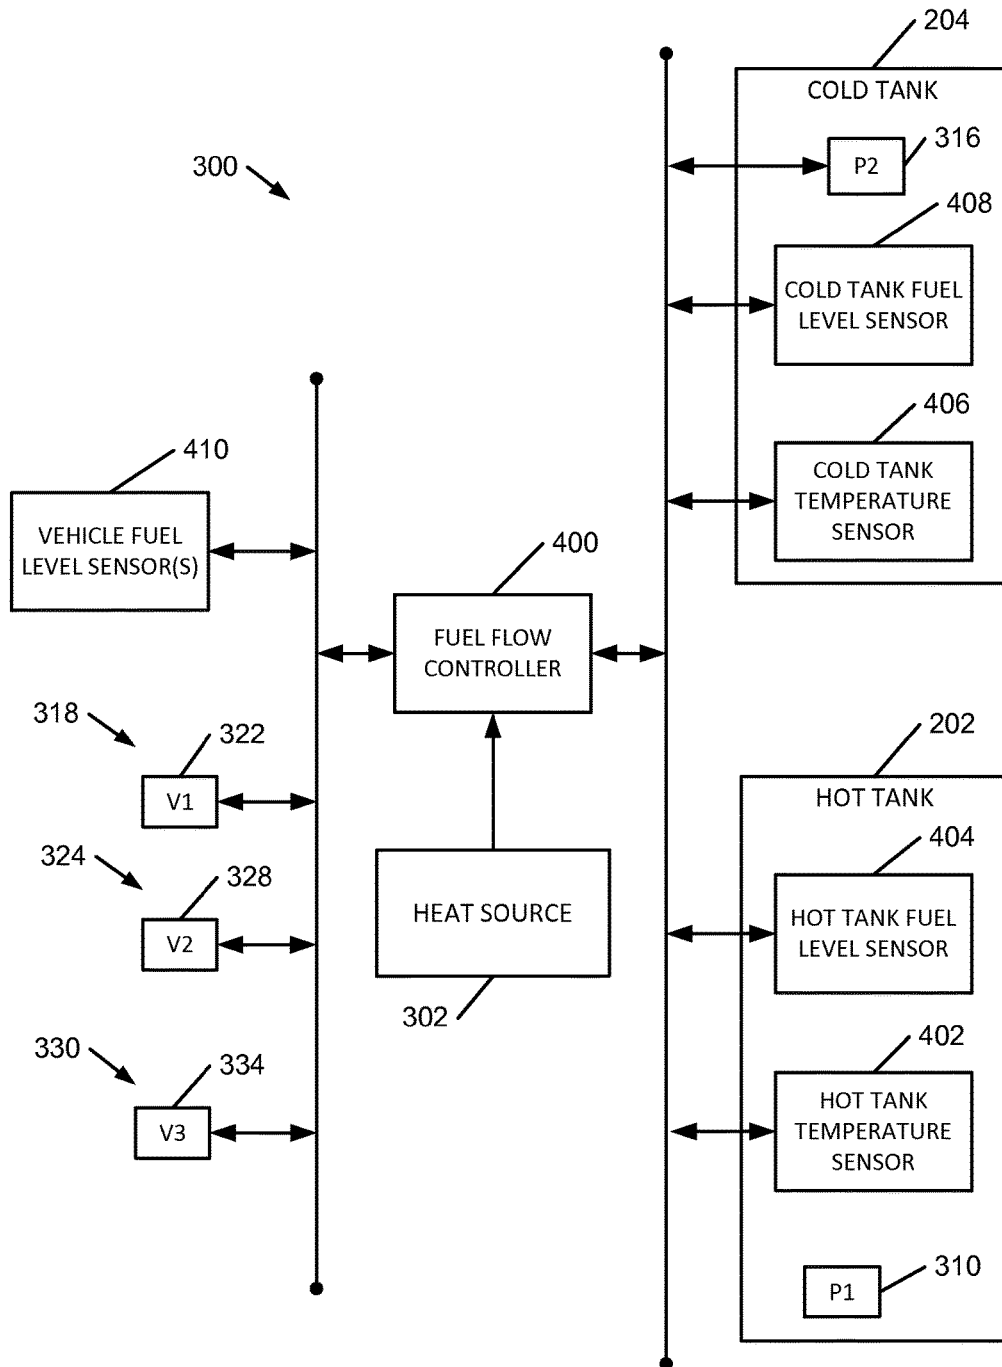 204
COLD TANK
P2
316
300
408
COLD TANK FUEL
LEVEL SENSOR
406
COLD TANK
TEMPERATURE
SENSOR
410
VEHICLE FUEL
LEVEL SENSOR(S)
400
FUEL FLOW
CONTROLLER
318
322
V1
324
328
V2
HEAT SOURCE
302
330
334
V3
202
HOT TANK
404
HOT TANK FUEL
LEVEL SENSOR
402
HOT TANK
TEMPERATURE
SENSOR
310
P1